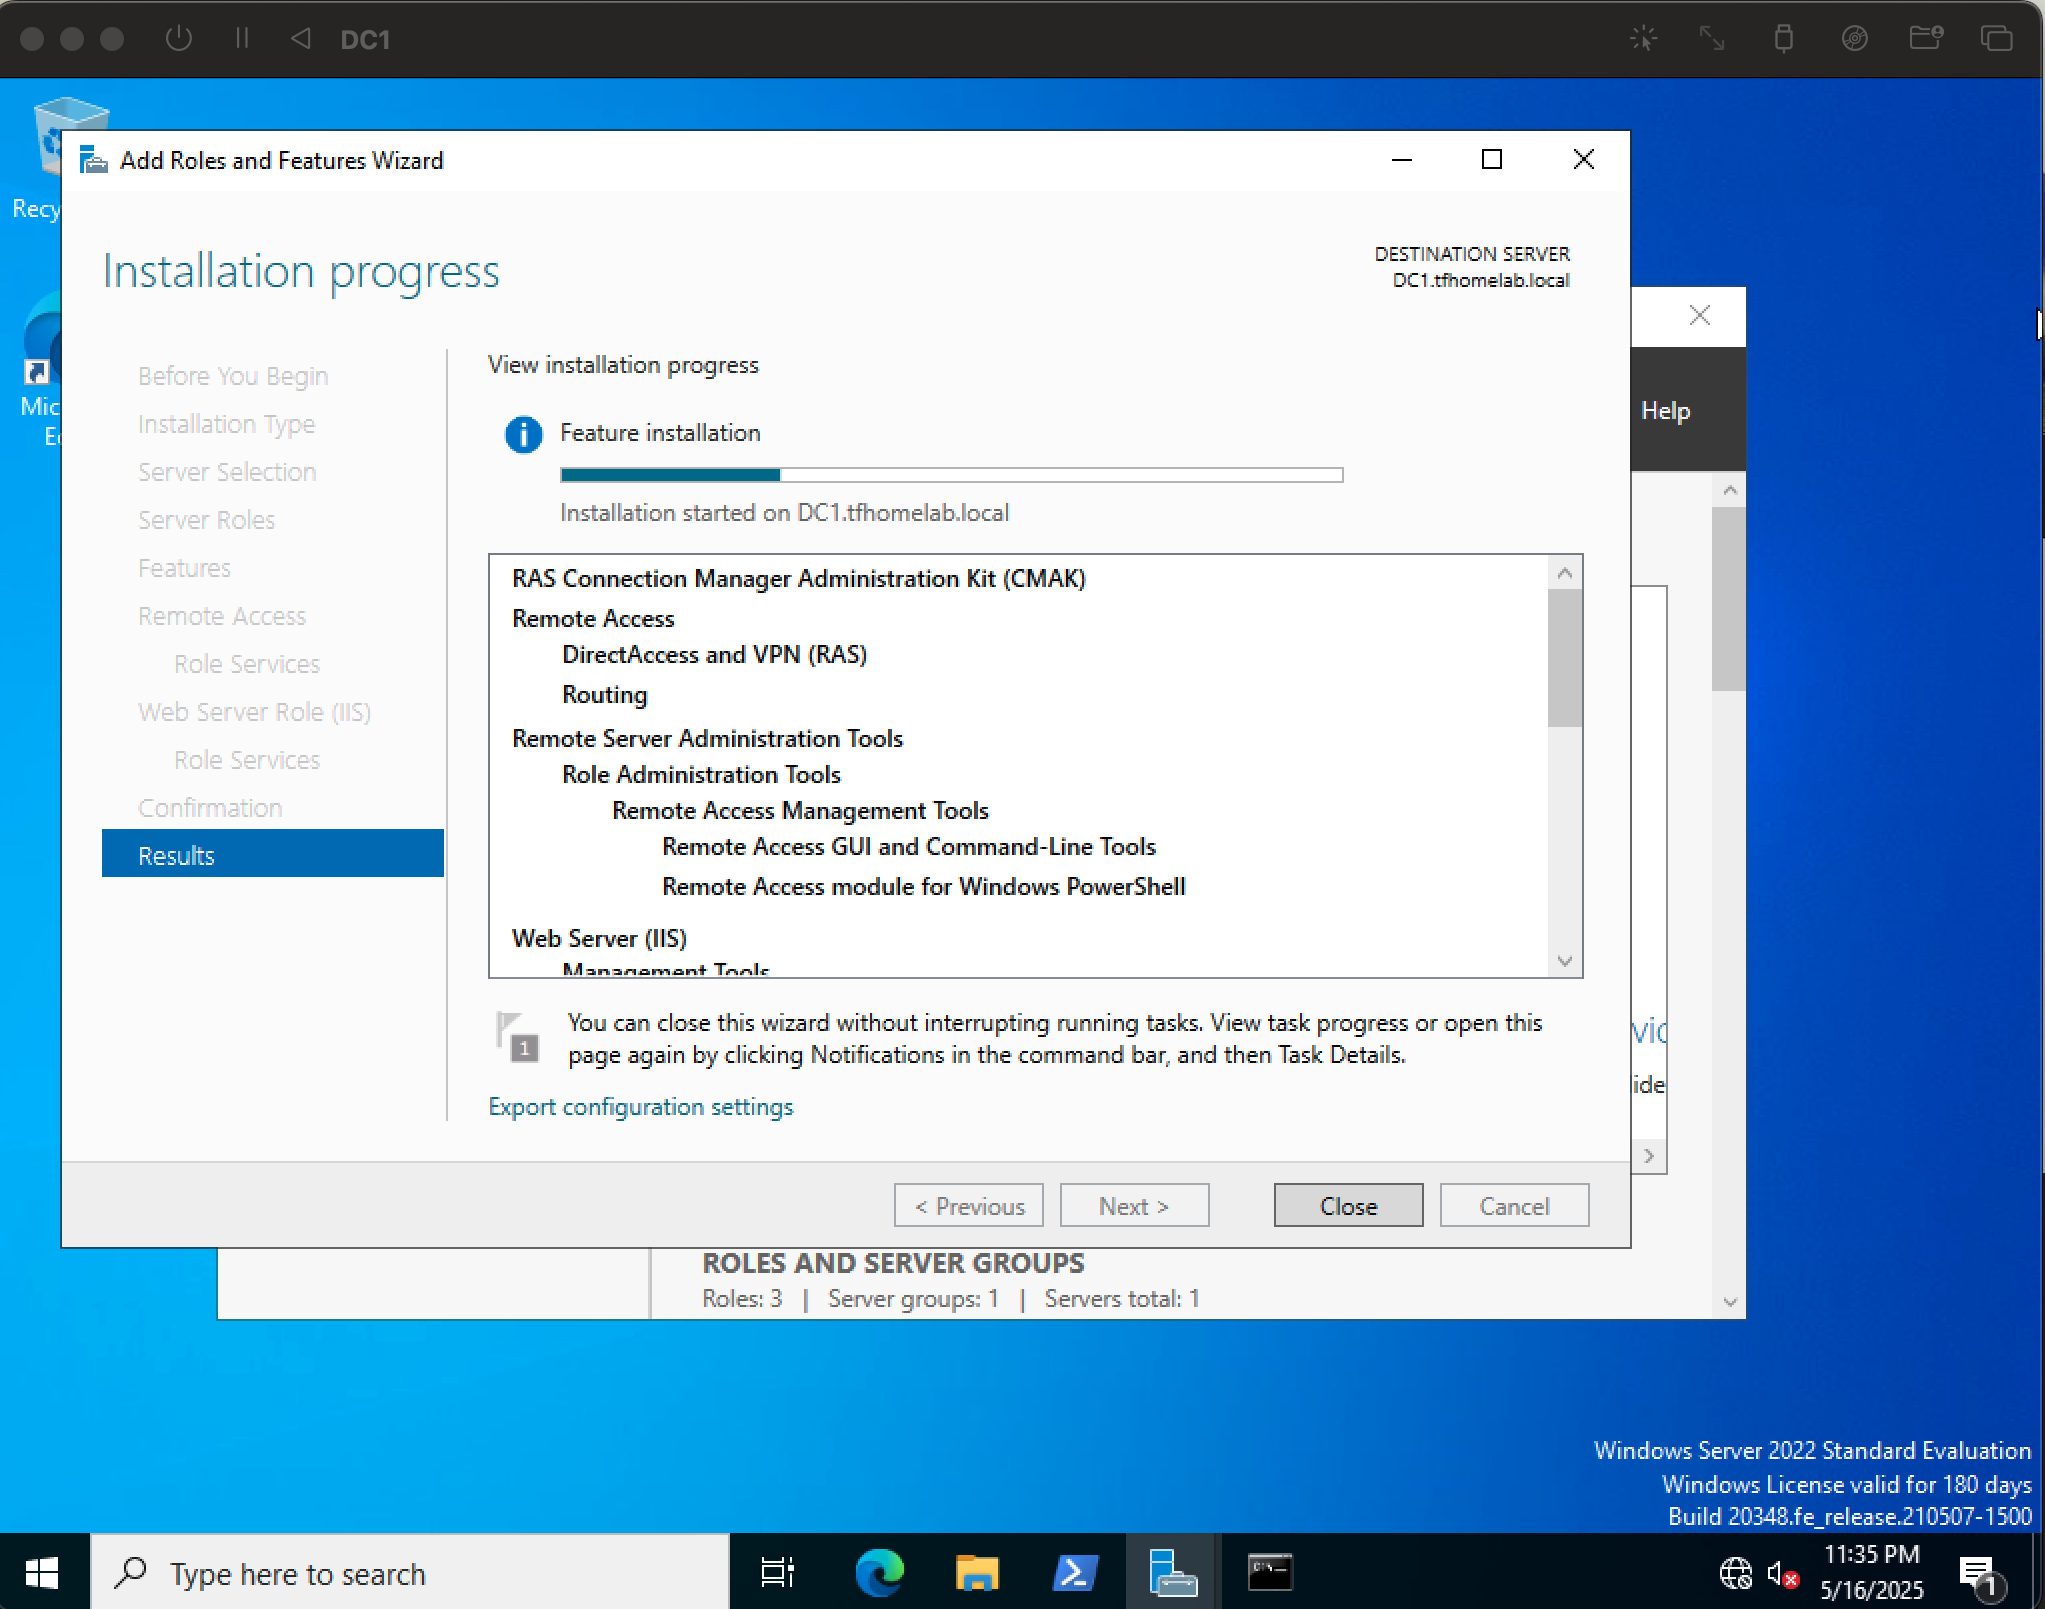 DC1
Recy
Mic
Ec
Add Roles and Features Wizard
Installation progress
DESTINATION SERVER
DC1.tfhomelab.local
Before You Begin
Installation Type
Server Selection
Server Roles
Features
Remote Access
Role Services
Web Server Role (IIS)
Role Services
Confirmation
Results
View installation progress
Feature installation
Installation started on DC1.tfhomelab.local
RAS Connection Manager Administration Kit (CMAK)
Remote Access
DirectAccess and VPN (RAS)
Routing
Remote Server Administration Tools
Role Administration Tools
Remote Access Management Tools
Remote Access GUI and Command-Line Tools
Remote Access module for Windows PowerShell
Web Server (IIS)
Management Tools
1
You can close this wizard without interrupting running tasks. View task progress or open this
page again by clicking Notifications in the command bar, and then Task Details.
Export configuration settings
< Previous
Next >
Close
Cancel
Help
vic
ide
ROLES AND SERVER GROUPS
Roles: 3 | Server groups: 1 | Servers total: 1
Windows Server 2022 Standard Evaluation
Windows License valid for 180 days
Build 20348.fe_release.210507-1500
Type here to search
11:35 PM
5/16/2025
1